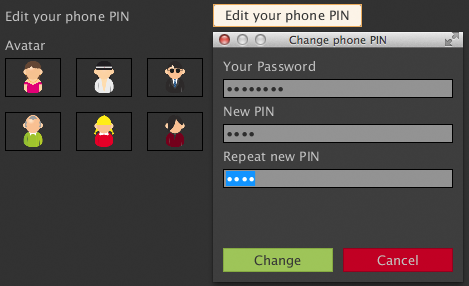 Edit your phone PIN
Avatar
Edit your phone PIN
Change phone PIN
Your Password
••••••••
New PIN
••••
Repeat new PIN
••••
Change
Cancel